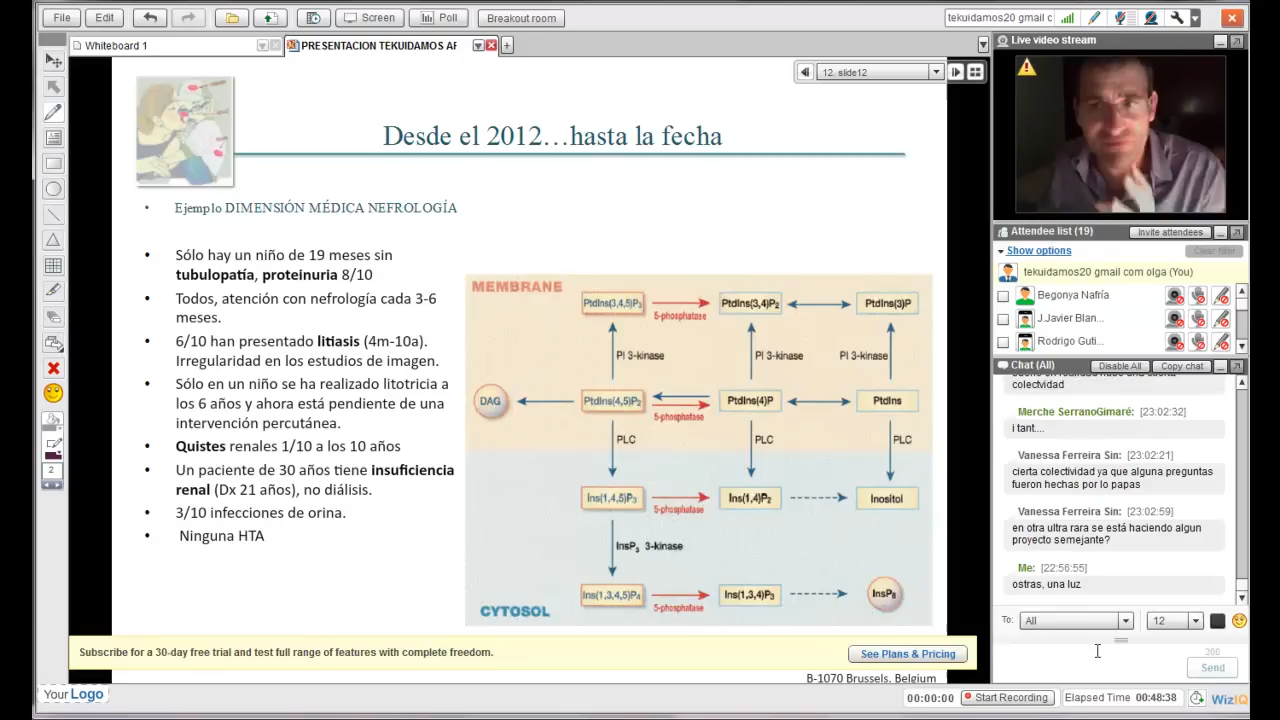 File
Edit
Screen
Poll
Breakout room
tekuidamos20 gmail c
Whiteboard 1
PRESENTACION TEKUIDAMOS AF
Live video stream
12. slide12
Desde el 2012…hasta la fecha
• Ejemplo DIMENSIÓN MÉDICA NEFROLOGÍA
• Sólo hay un niño de 19 meses sin
tubulopatía, proteinuria 8/10
• Todos, atención con nefrología cada 3-6
meses.
• 6/10 han presentado litiasis (4m-10a).
Irregularidad en los estudios de imagen.
• Sólo en un niño se ha realizado litotricia a
los 6 años y ahora está pendiente de una
intervención percutánea.
• Quistes renales 1/10 a los 10 años
• Un paciente de 30 años tiene insuficiencia
renal (Dx 21 años), no diálisis.
• 3/10 infecciones de orina.
• Ninguna HTA
MEMBRANE
PtdIns(3,4,5)P3
5-phosphatase
PtdIns(3,4)P2
PtdIns(3)P
PI 3-kinase
PI 3-kinase
PI 3-kinase
DAG
PtdIns(4,5)P2
5-phosphatase
PtdIns(4)P
PtdIns
PLC
PLC
PLC
Ins(1,4,5)P3
5-phosphatase
Ins(1,4)P2
Inositol
InsP3 3-kinase
Ins(1,3,4,5)P4
5-phosphatase
Ins(1,3,4)P3
InsP6
CYTOSOL
Attendee list (19)
Invite attendees
Show options
Clear filter
tekuidamos20 gmail com olga (You)
Begonya Nafría
J.Javier Blan...
Rodrigo Guti...
Chat (All)
Disable All
Copy chat
colectvidad
Merche SerranoGimaré: [23:02:32]
i tant....
Vanessa Ferreira Sin: [23:02:21]
cierta colectividad ya que alguna preguntas
fueron hechas por lo papas
Vanessa Ferreira Sin: [23:02:59]
en otra ultra rara se está haciendo algun
proyecto semejante?
Me: [22:56:55]
ostras, una luz
To: All
12
300
Send
2
Subscribe for a 30-day free trial and test full range of features with complete freedom.
See Plans & Pricing
B-1070 Brussels, Belgium
Your Logo
00:00:00
Start Recording
Elapsed Time 00:48:38
WizIQ